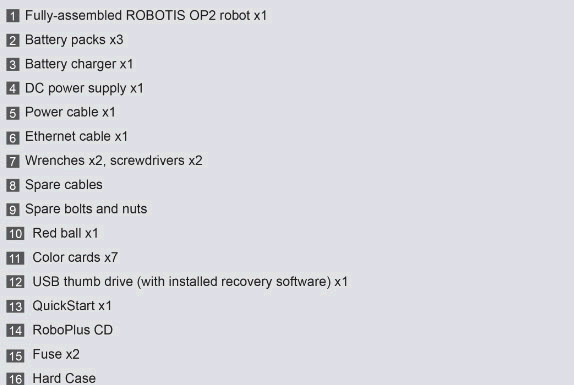 1 Fully-assembled ROBOTIS OP2 robot x1
2 Battery packs x3
3 Battery charger x1
4 DC power supply x1
5 Power cable x1
6 Ethernet cable x1
7 Wrenches x2, screwdrivers x2
8 Spare cables
9 Spare bolts and nuts
10 Red ball x1
11 Color cards x7
12 USB thumb drive (with installed recovery software) x1
13 QuickStart x1
14 RoboPlus CD
15 Fuse x2
16 Hard Case